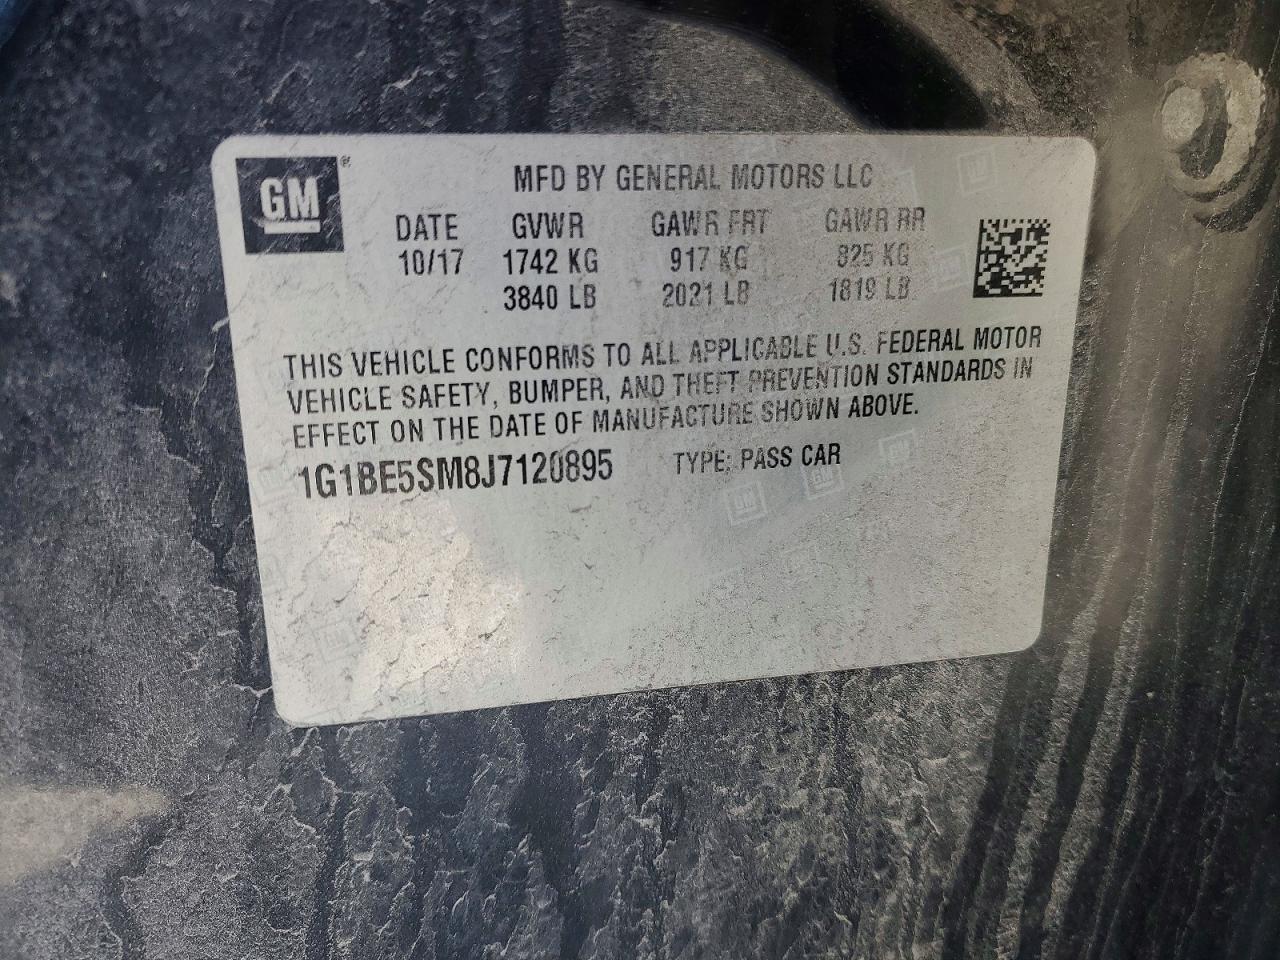 GM®
MFD BY GENERAL MOTORS LLC
DATE GVWR GAWR FRT GAWR RR
10/17 1742 KG 917 KG 825 KG
3840 LB 2021 LB 1819 LB
THIS VEHICLE CONFORMS TO ALL APPLICABLE U.S. FEDERAL MOTOR
VEHICLE SAFETY, BUMPER, AND THEFT PREVENTION STANDARDS IN
EFFECT ON THE DATE OF MANUFACTURE SHOWN ABOVE.
1G1BE5SM8J7120895 TYPE: PASS CAR